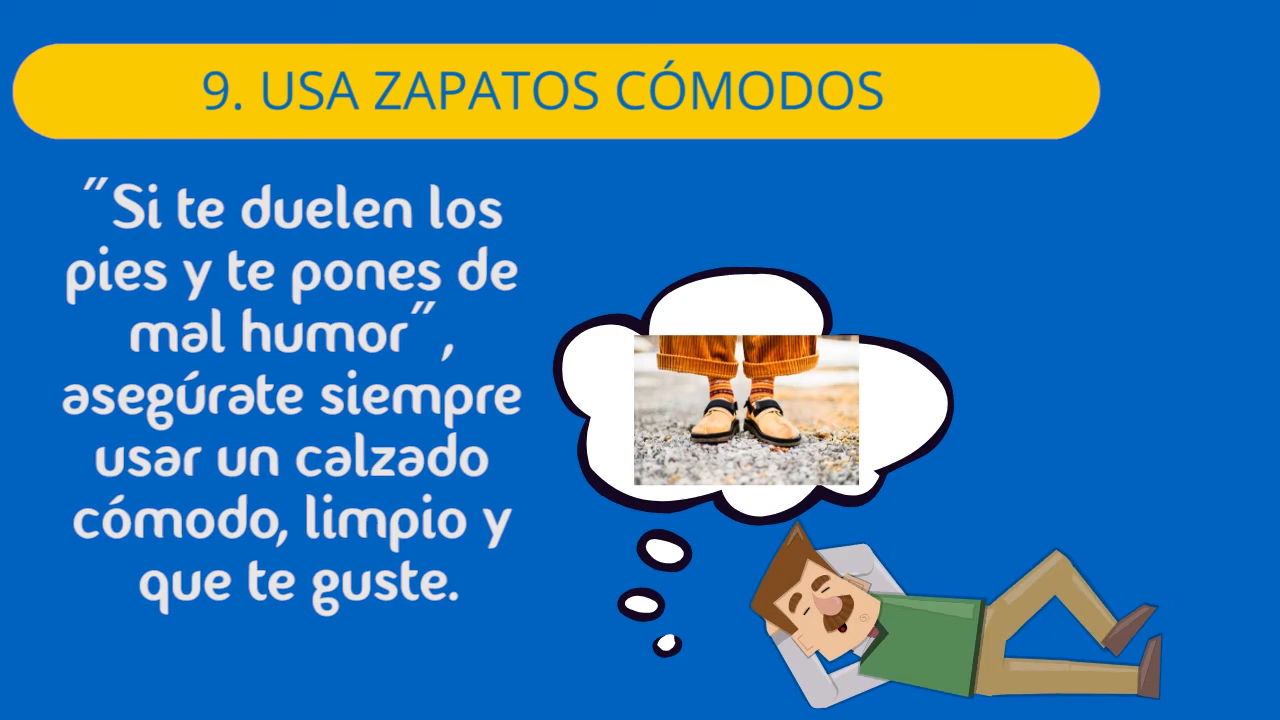 9. USA ZAPATOS CÓMODOS
"Si te duelen los
pies y te pones de
mal humor",
asegúrate siempre
usar un calzado
cómodo, limpio y
que te guste.